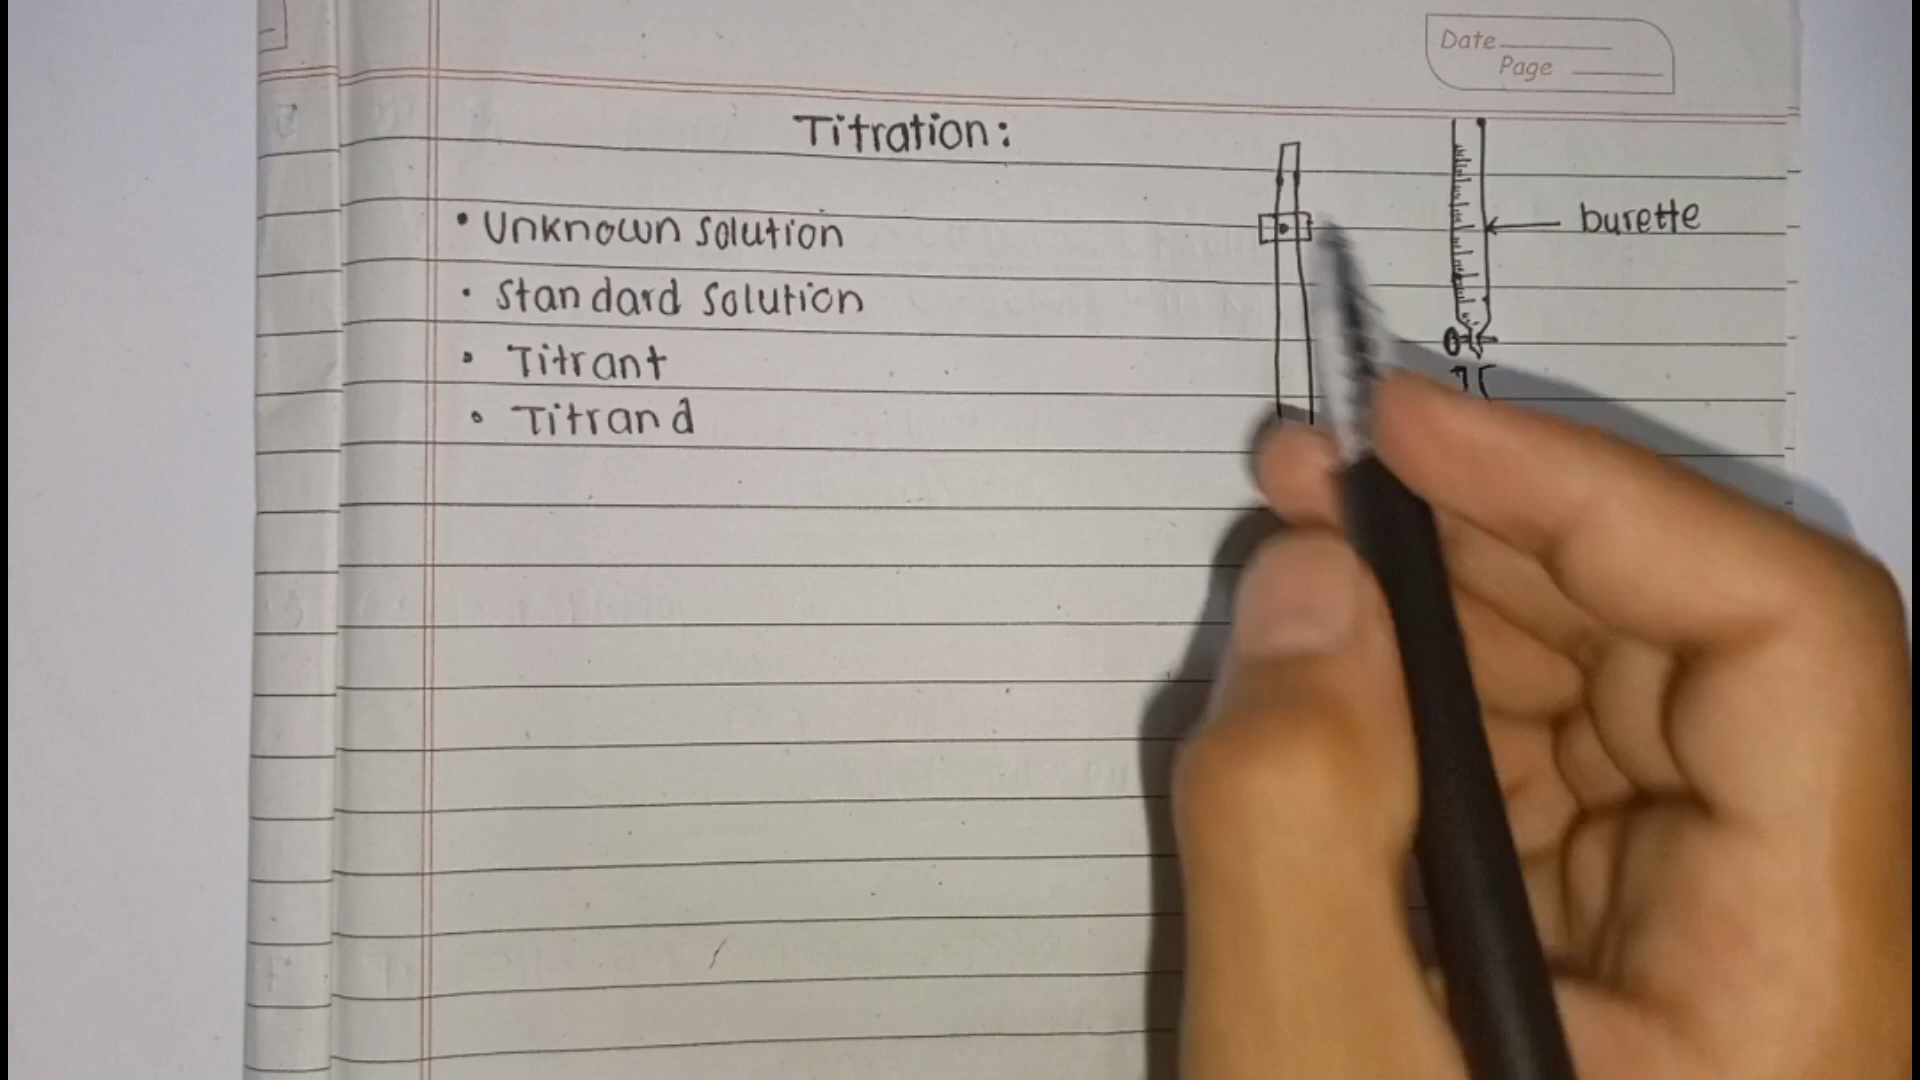 Date
Page
Titration:
• Unknown solution
• Standard Solution
• Titrant
• Titrand
burette